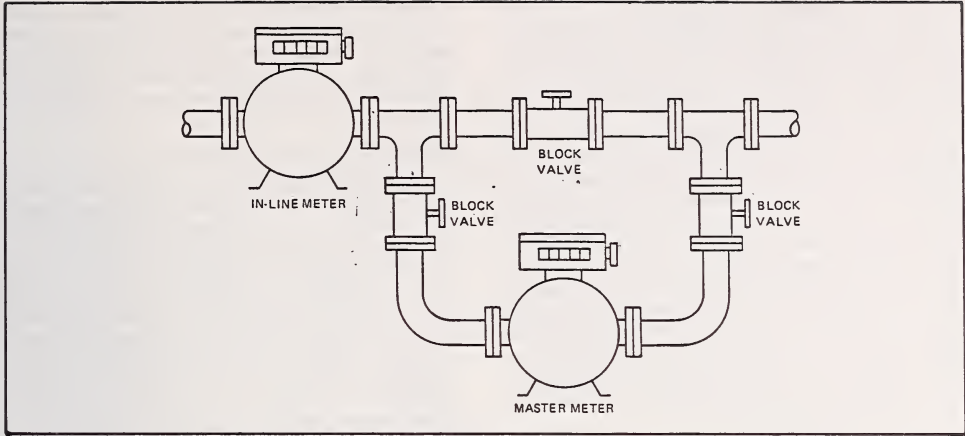 BLOCK
VALVE
IN-LINE METER
BLOCK
VALVE
BLOCK
VALVE
MASTER METER